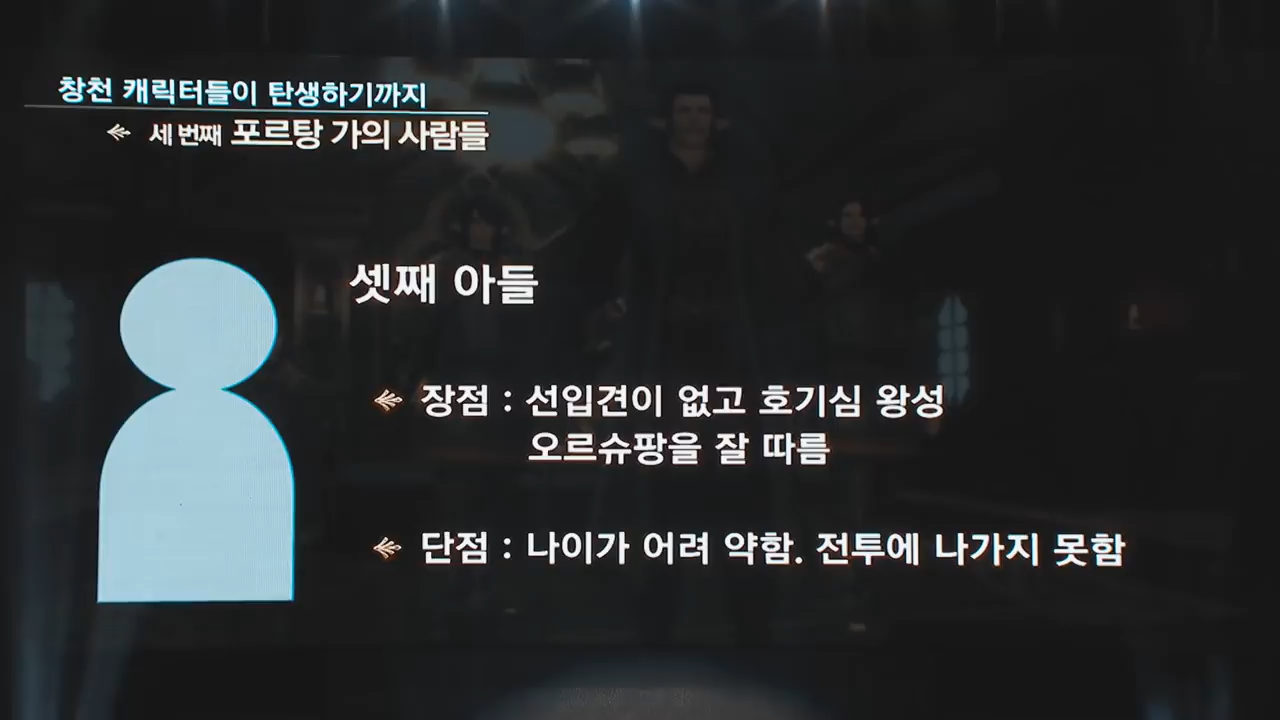 창천 캐릭터들이 탄생하기까지
세 번째 포르탕 가의 사람들
셋째 아들
장점 : 선입견이 없고 호기심 왕성
오르슈팡을 잘 따름
단점 : 나이가 어려 약함. 전투에 나가지 못함